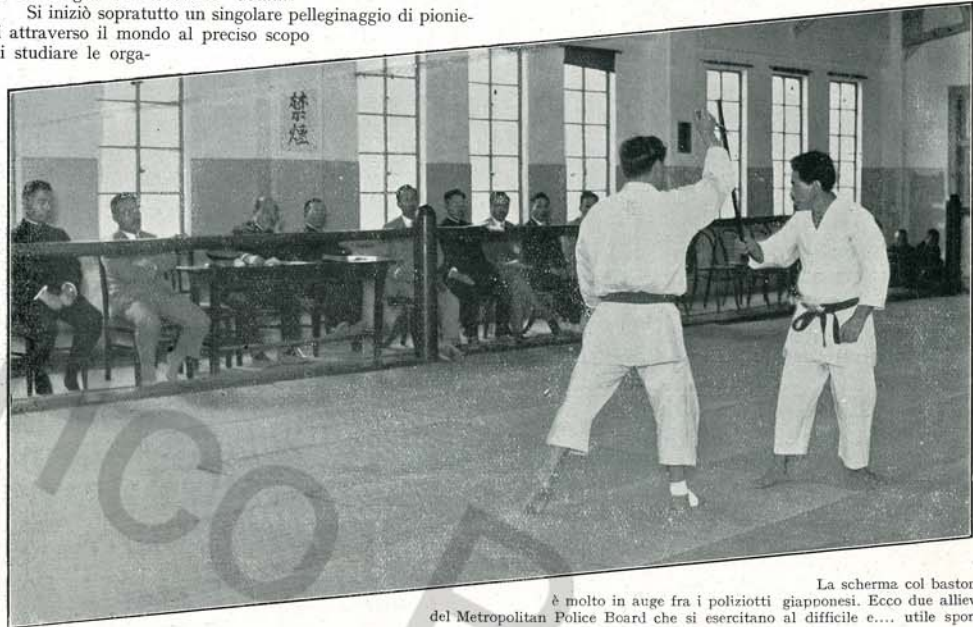 Si iniziò sopratutto un singolare pelleginaggio di pionie-
attraverso il mondo al preciso scopo
i studiare le orga-
禁煙
La scherma col baston
è molto in auge fra i poliziotti giapponesi. Ecco due alliev
del Metropolitan Police Board che si esercitano al difficile e.... utile spor
ICO